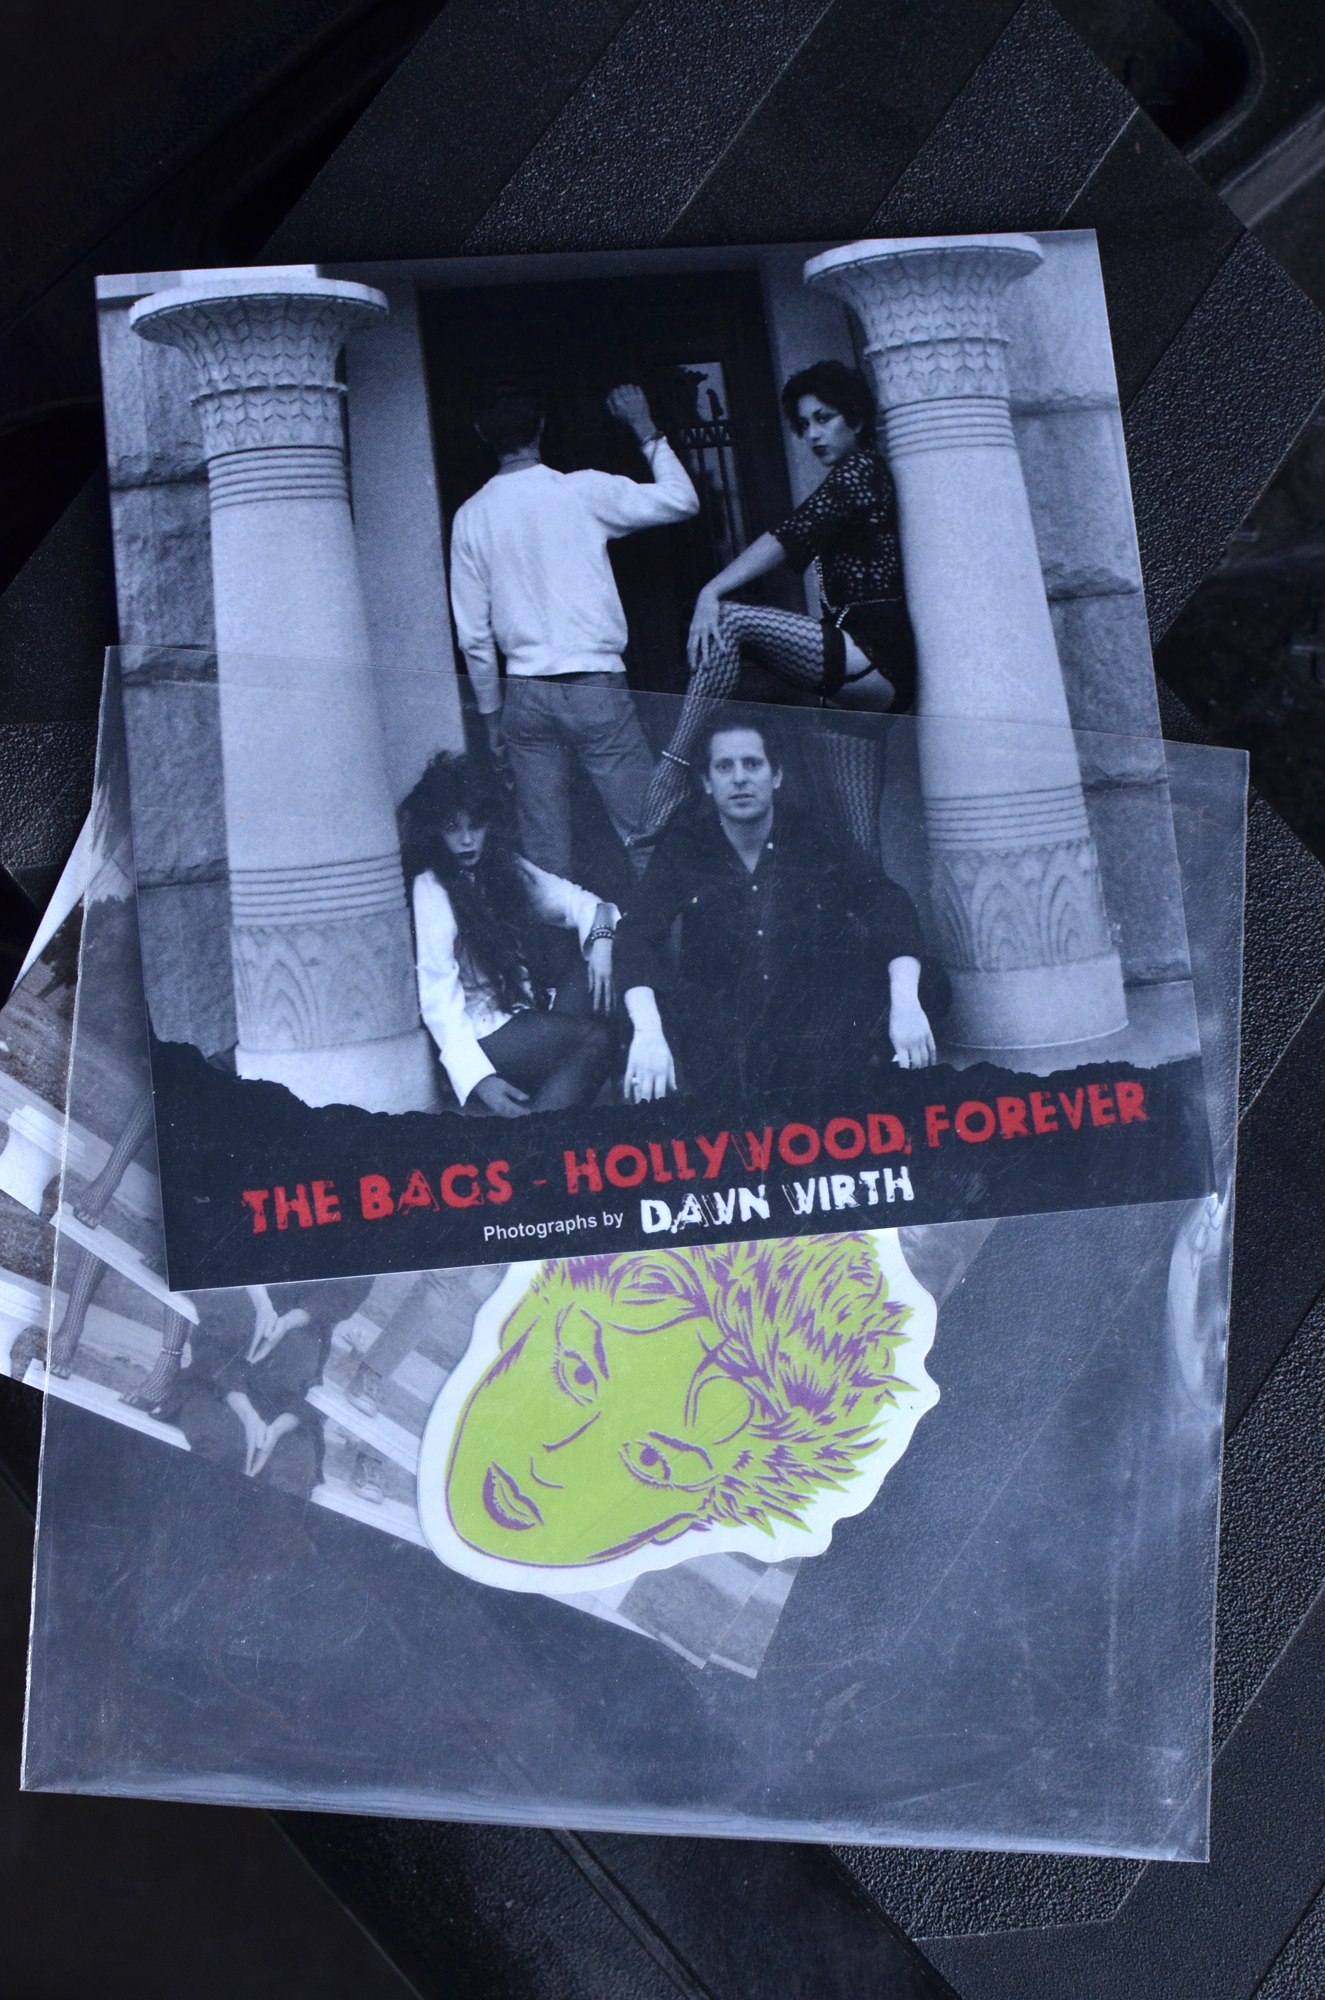 THE BAGS - HOLLYWOOD, FOREVER
Photographs by DAWN WIRTH